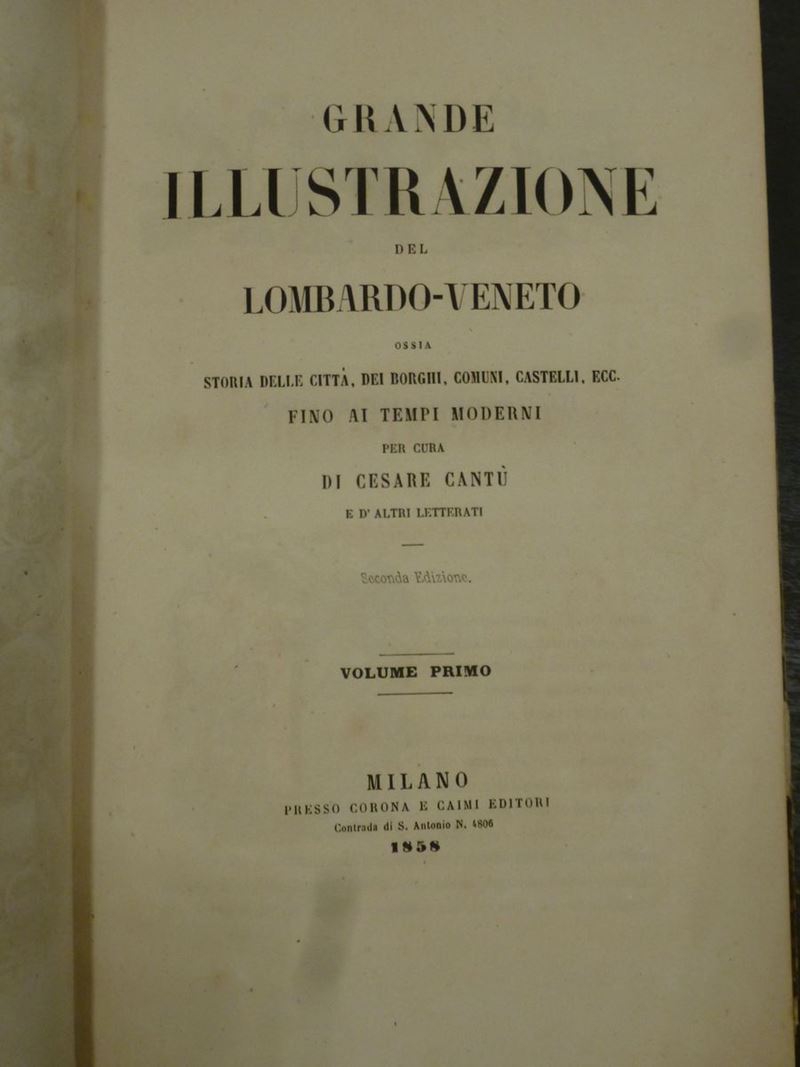 GRANDE
ILLUSTRAZIONE
DEL
LOMBARDO-VENETO
OSSIA
STORIA DELLE CITTÀ, DEI BORGHI, COMUNI, CASTELLI, ECC.
FINO AI TEMPI MODERNI
PER CURA
DI CESARE CANTÙ
E D' ALTRI LETTERATI
Seconda Edizione.
VOLUME PRIMO
MILANO
PRESSO CORONA E CAIMI EDITORI
Contrada di S. Antonio N. 4806
1858